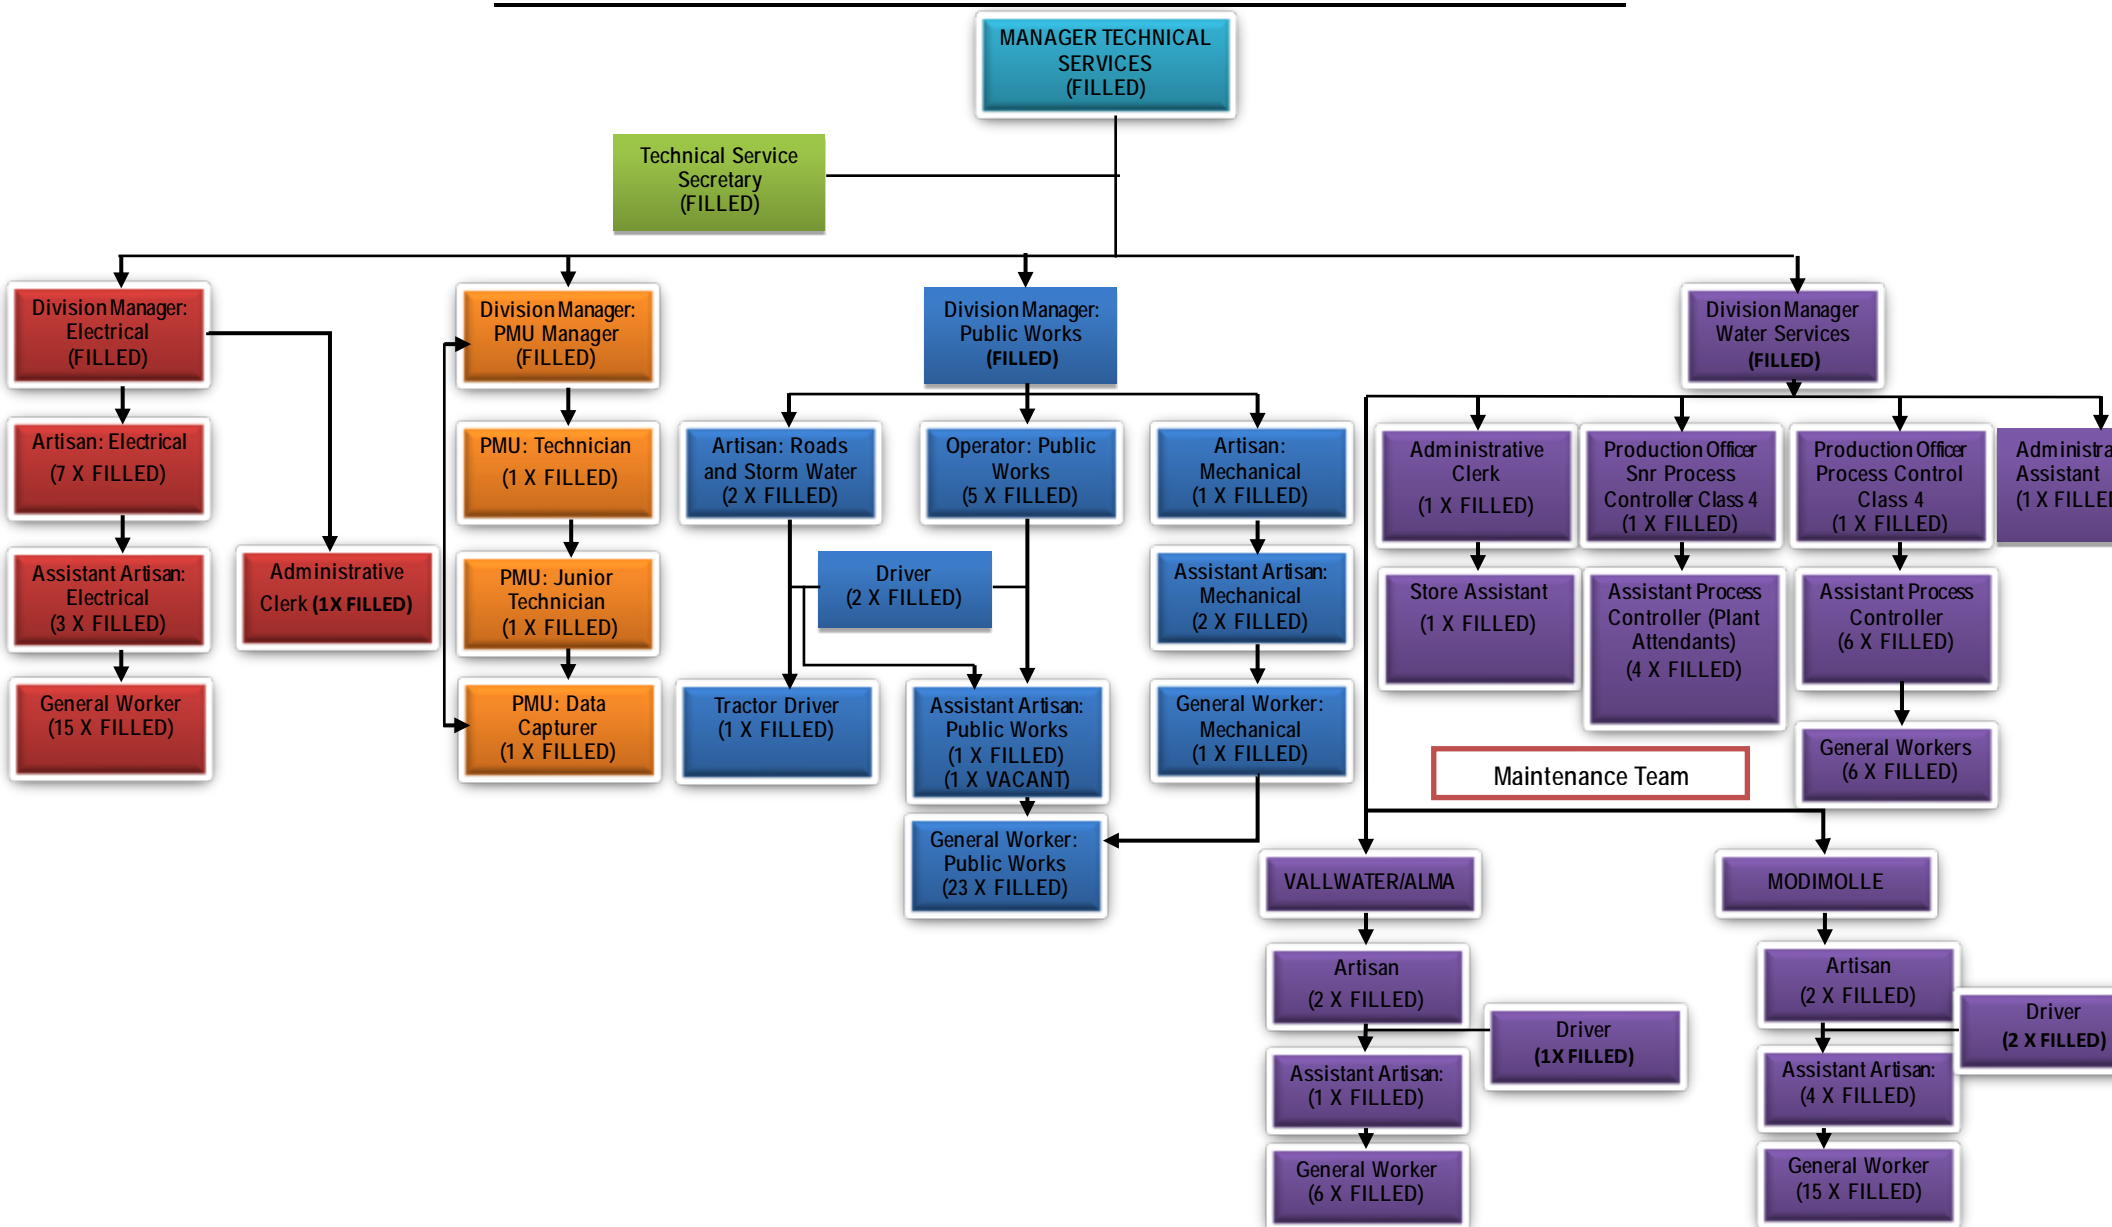 MANAGER TECHNICAL
SERVICES
(FILLED)
Technical Service
Secretary
(FILLED)
Division Manager:
Electrical
(FILLED)
Artisan: Electrical
(7 X FILLED)
Assistant Artisan:
Electrical
(3 X FILLED)
General Worker
(15 X FILLED)
Administrative
Clerk (1X FILLED)
Division Manager:
PMU Manager
(FILLED)
PMU: Technician
(1 X FILLED)
PMU: Junior
Technician
(1 X FILLED)
PMU: Data
Capturer
(1 X FILLED)
Division Manager:
Public Works
(FILLED)
Artisan: Roads
and Storm Water
(2 X FILLED)
Operator: Public
Works
(5 X FILLED)
Artisan:
Mechanical
(1 X FILLED)
Driver
(2 X FILLED)
Assistant Artisan:
Mechanical
(2 X FILLED)
Tractor Driver
(1 X FILLED)
Assistant Artisan:
Public Works
(1 X FILLED)
(1 X VACANT)
General Worker:
Mechanical
(1 X FILLED)
General Worker:
Public Works
(23 X FILLED)
Division Manager
Water Services
(FILLED)
Administrative
Clerk
(1 X FILLED)
Production Officer
Snr Process
Controller Class 4
(1 X FILLED)
Production Officer
Process Control
Class 4
(1 X FILLED)
Administra
Assistant
(1 X FILLE
Store Assistant
(1 X FILLED)
Assistant Process
Controller (Plant
Attendants)
(4 X FILLED)
Assistant Process
Controller
(6 X FILLED)
General Workers
(6 X FILLED)
Maintenance Team
VALLWATER/ALMA
MODIMOLLE
Artisan
(2 X FILLED)
Driver
(1X FILLED)
Assistant Artisan:
(1 X FILLED)
General Worker
(6 X FILLED)
Artisan
(2 X FILLED)
Driver
(2 X FILLED)
Assistant Artisan:
(4 X FILLED)
General Worker
(15 X FILLED)